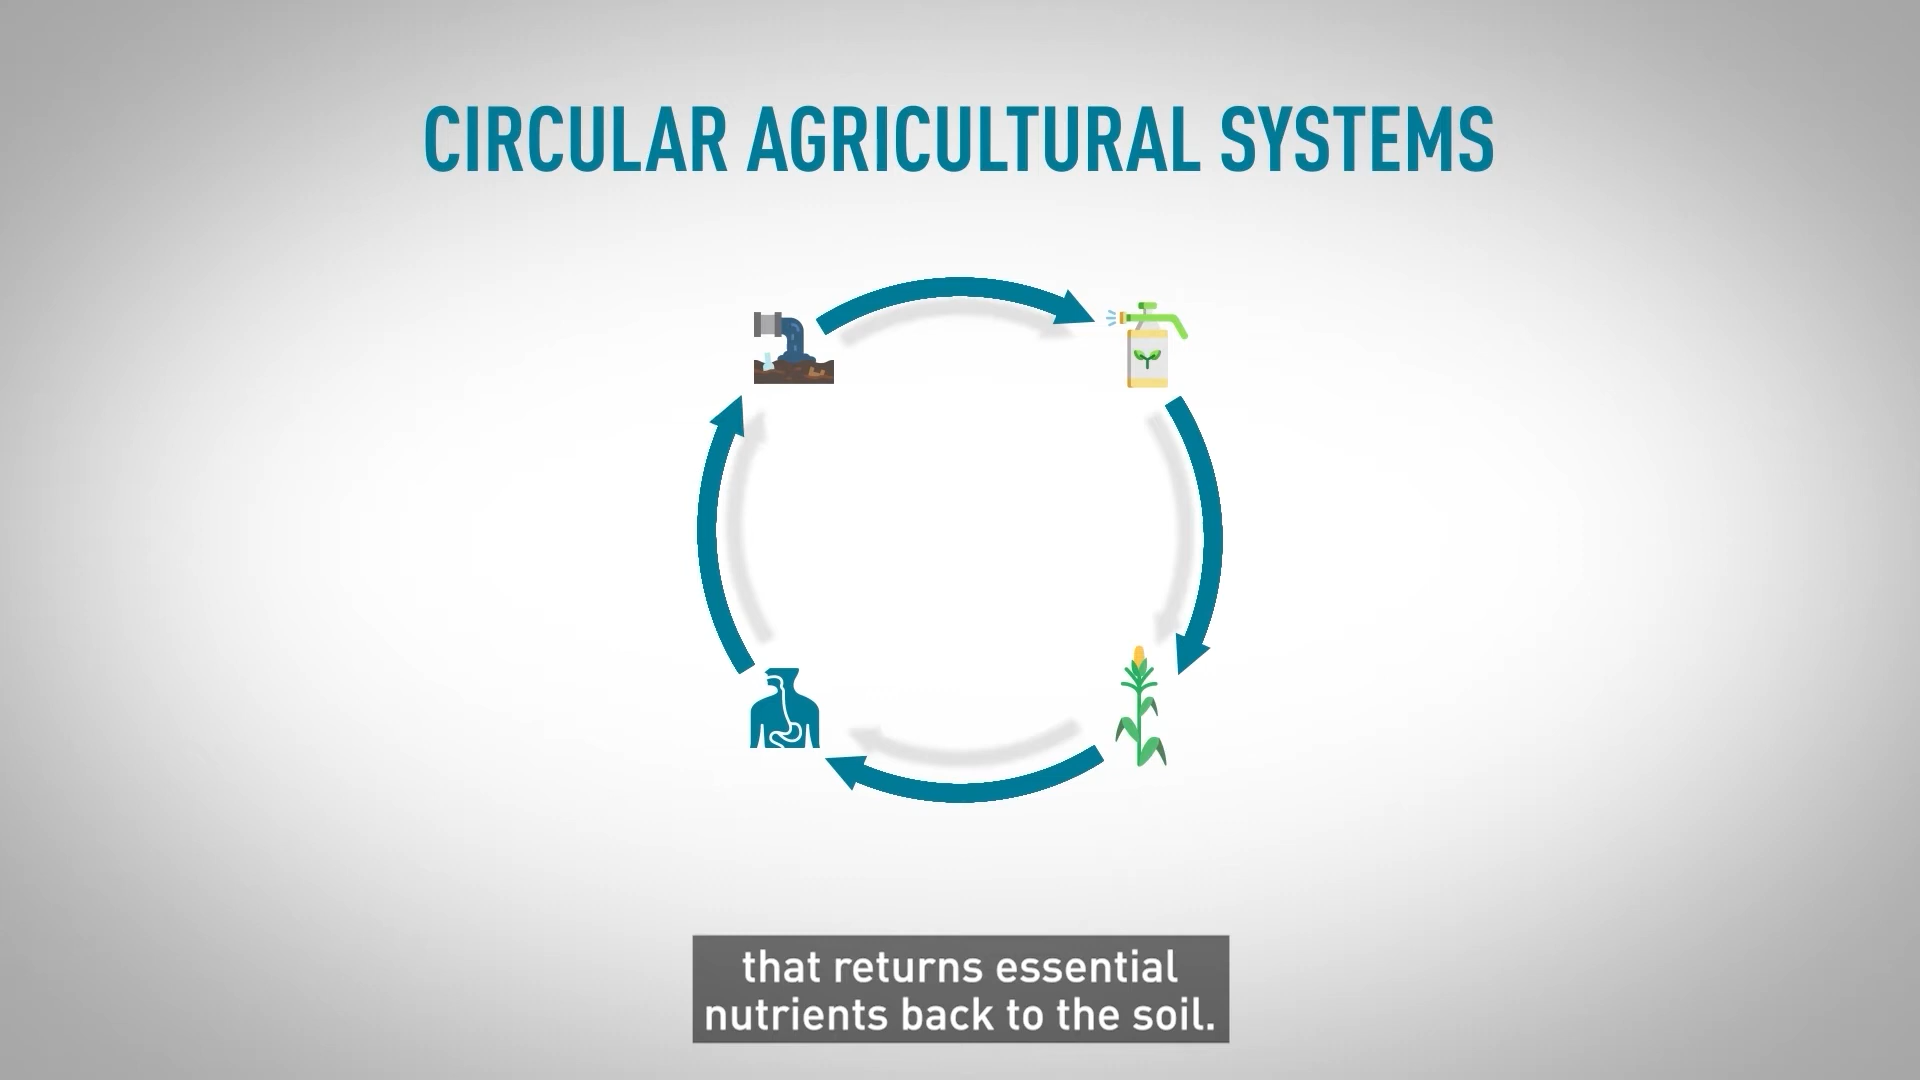 CIRCULAR AGRICULTURAL SYSTEMS
that returns essential
nutrients back to the soil.